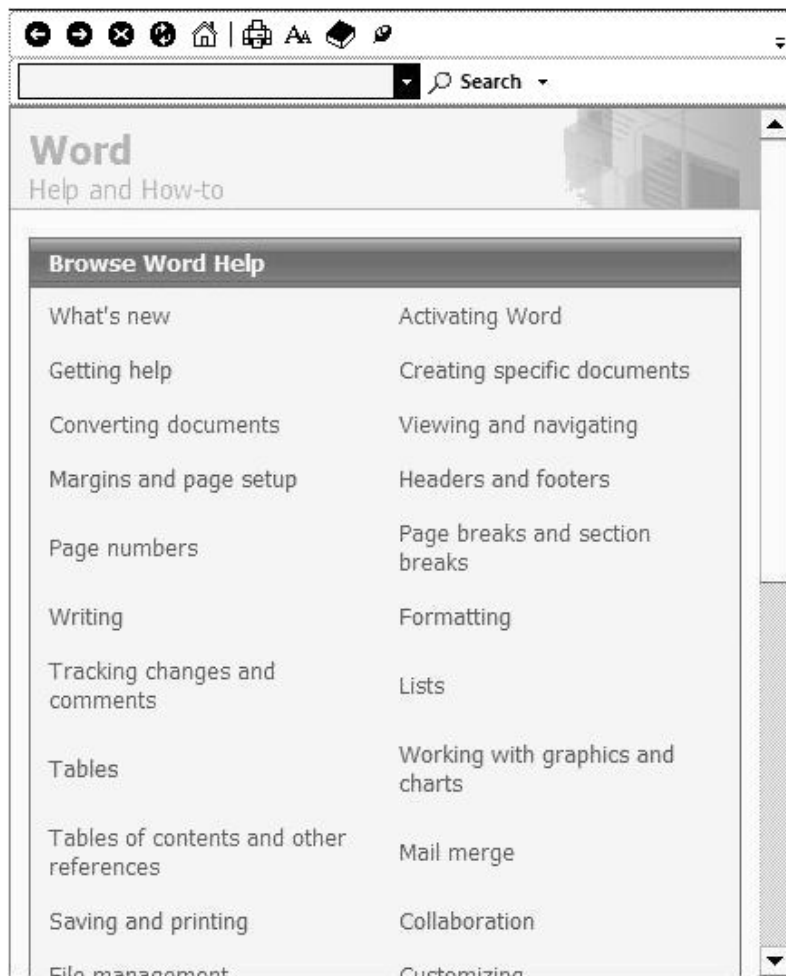 Search
Word
Help and How-to
Browse Word Help
What's new
Activating Word
Getting help
Creating specific documents
Converting documents
Viewing and navigating
Margins and page setup
Headers and footers
Page numbers
Page breaks and section
breaks
Writing
Formatting
Tracking changes and
comments
Lists
Tables
Working with graphics and
charts
Tables of contents and other
references
Mail merge
Saving and printing
Collaboration
File management
Customizing